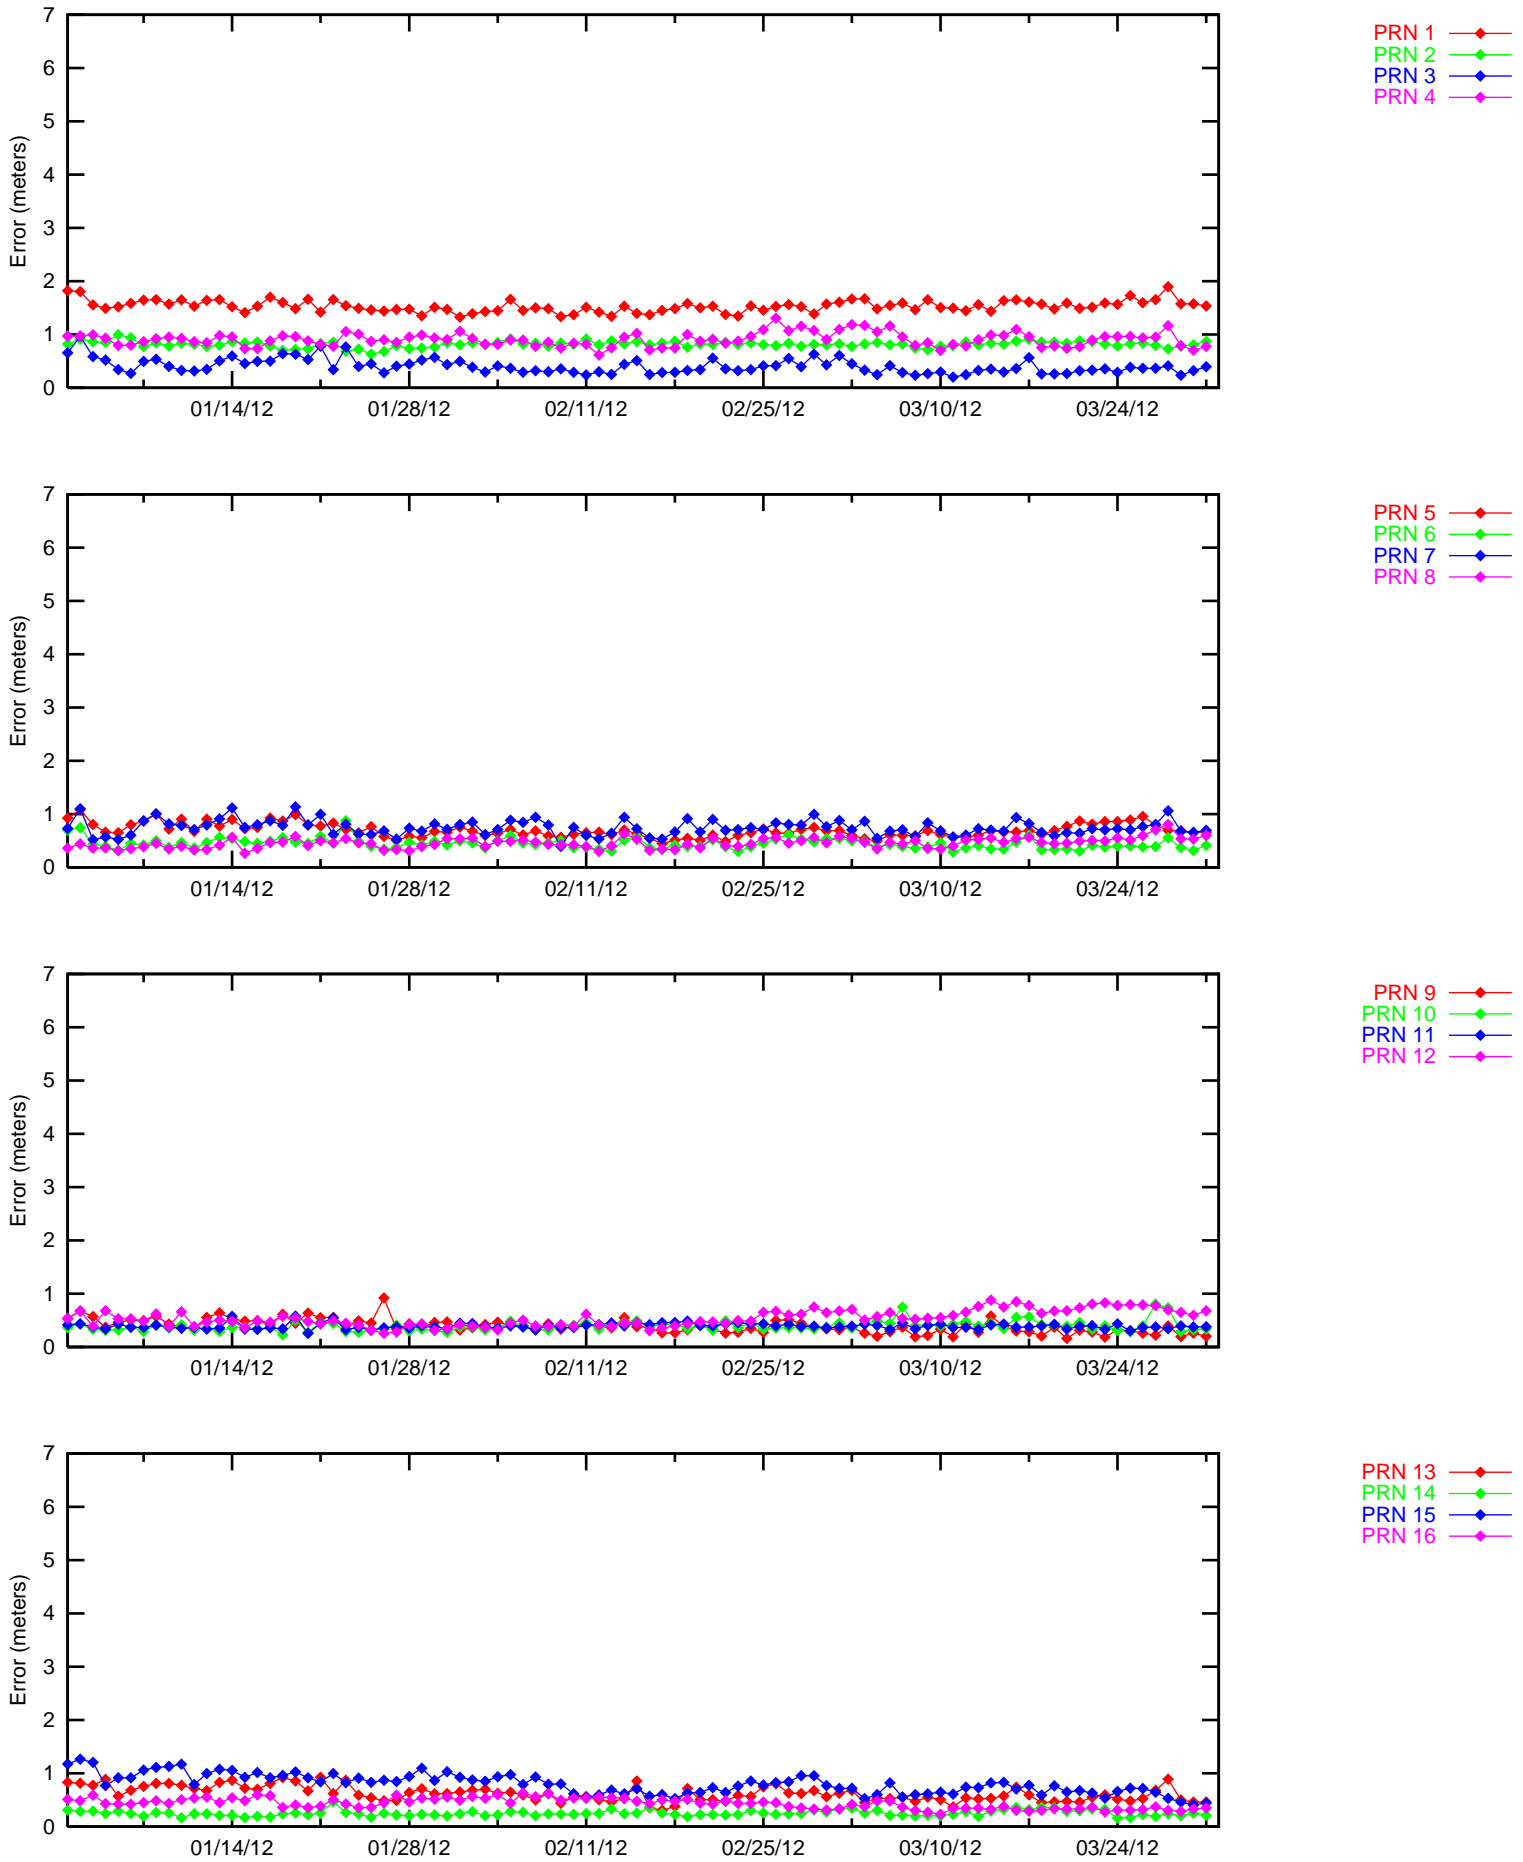 7
6
5
4
3
2
1
0
Error (meters)
01/14/12 01/28/12 02/11/12 02/25/12 03/10/12 03/24/12
PRN 1
PRN 2
PRN 3
PRN 4
7
6
5
4
3
2
1
0
Error (meters)
01/14/12 01/28/12 02/11/12 02/25/12 03/10/12 03/24/12
PRN 5
PRN 6
PRN 7
PRN 8
7
6
5
4
3
2
1
0
Error (meters)
01/14/12 01/28/12 02/11/12 02/25/12 03/10/12 03/24/12
PRN 9
PRN 10
PRN 11
PRN 12
7
6
5
4
3
2
1
0
Error (meters)
01/14/12 01/28/12 02/11/12 02/25/12 03/10/12 03/24/12
PRN 13
PRN 14
PRN 15
PRN 16